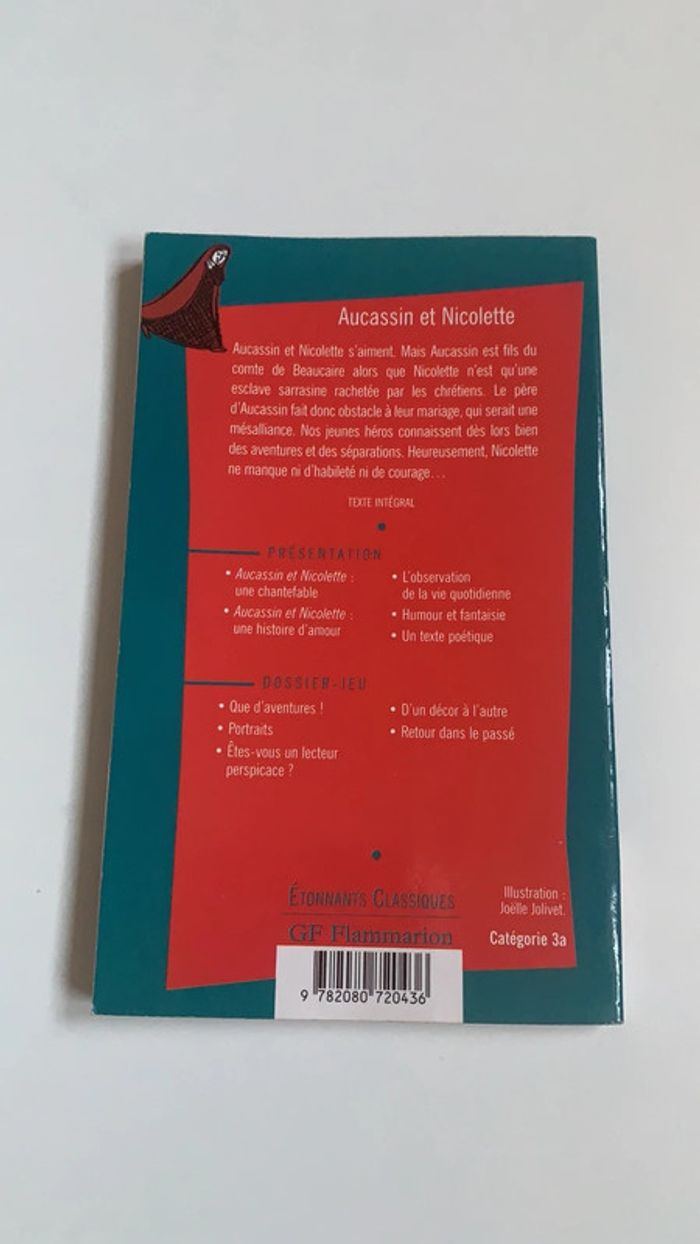 Aucassin et Nicolette
Aucassin et Nicolette s'aiment. Mais Aucassin est fils du
comte de Beaucaire alors que Nicolette n'est qu'une
esclave sarrasine rachetée par les chrétiens. Le père
d'Aucassin fait donc obstacle à leur mariage, qui serait une
mésalliance. Nos jeunes héros connaissent dès lors bien
des aventures et des séparations. Heureusement, Nicolette
ne manque ni d'habileté ni de courage...
TEXTE INTÉGRAL
PRÉSENTATION
• Aucassin et Nicolette :
une chantefable
• Aucassin et Nicolette :
une histoire d'amour
• L'observation
de la vie quotidienne
• Humour et fantaisie
• Un texte poétique
DOSSIER-JEU
• Que d'aventures !
• Portraits
• Êtes-vous un lecteur
perspicace ?
• D'un décor à l'autre
• Retour dans le passé
ÉTONNANTS CLASSIQUES
GF Flammarion
Illustration :
Joëlle Jolivet.
Catégorie 3a
9 782080 720436